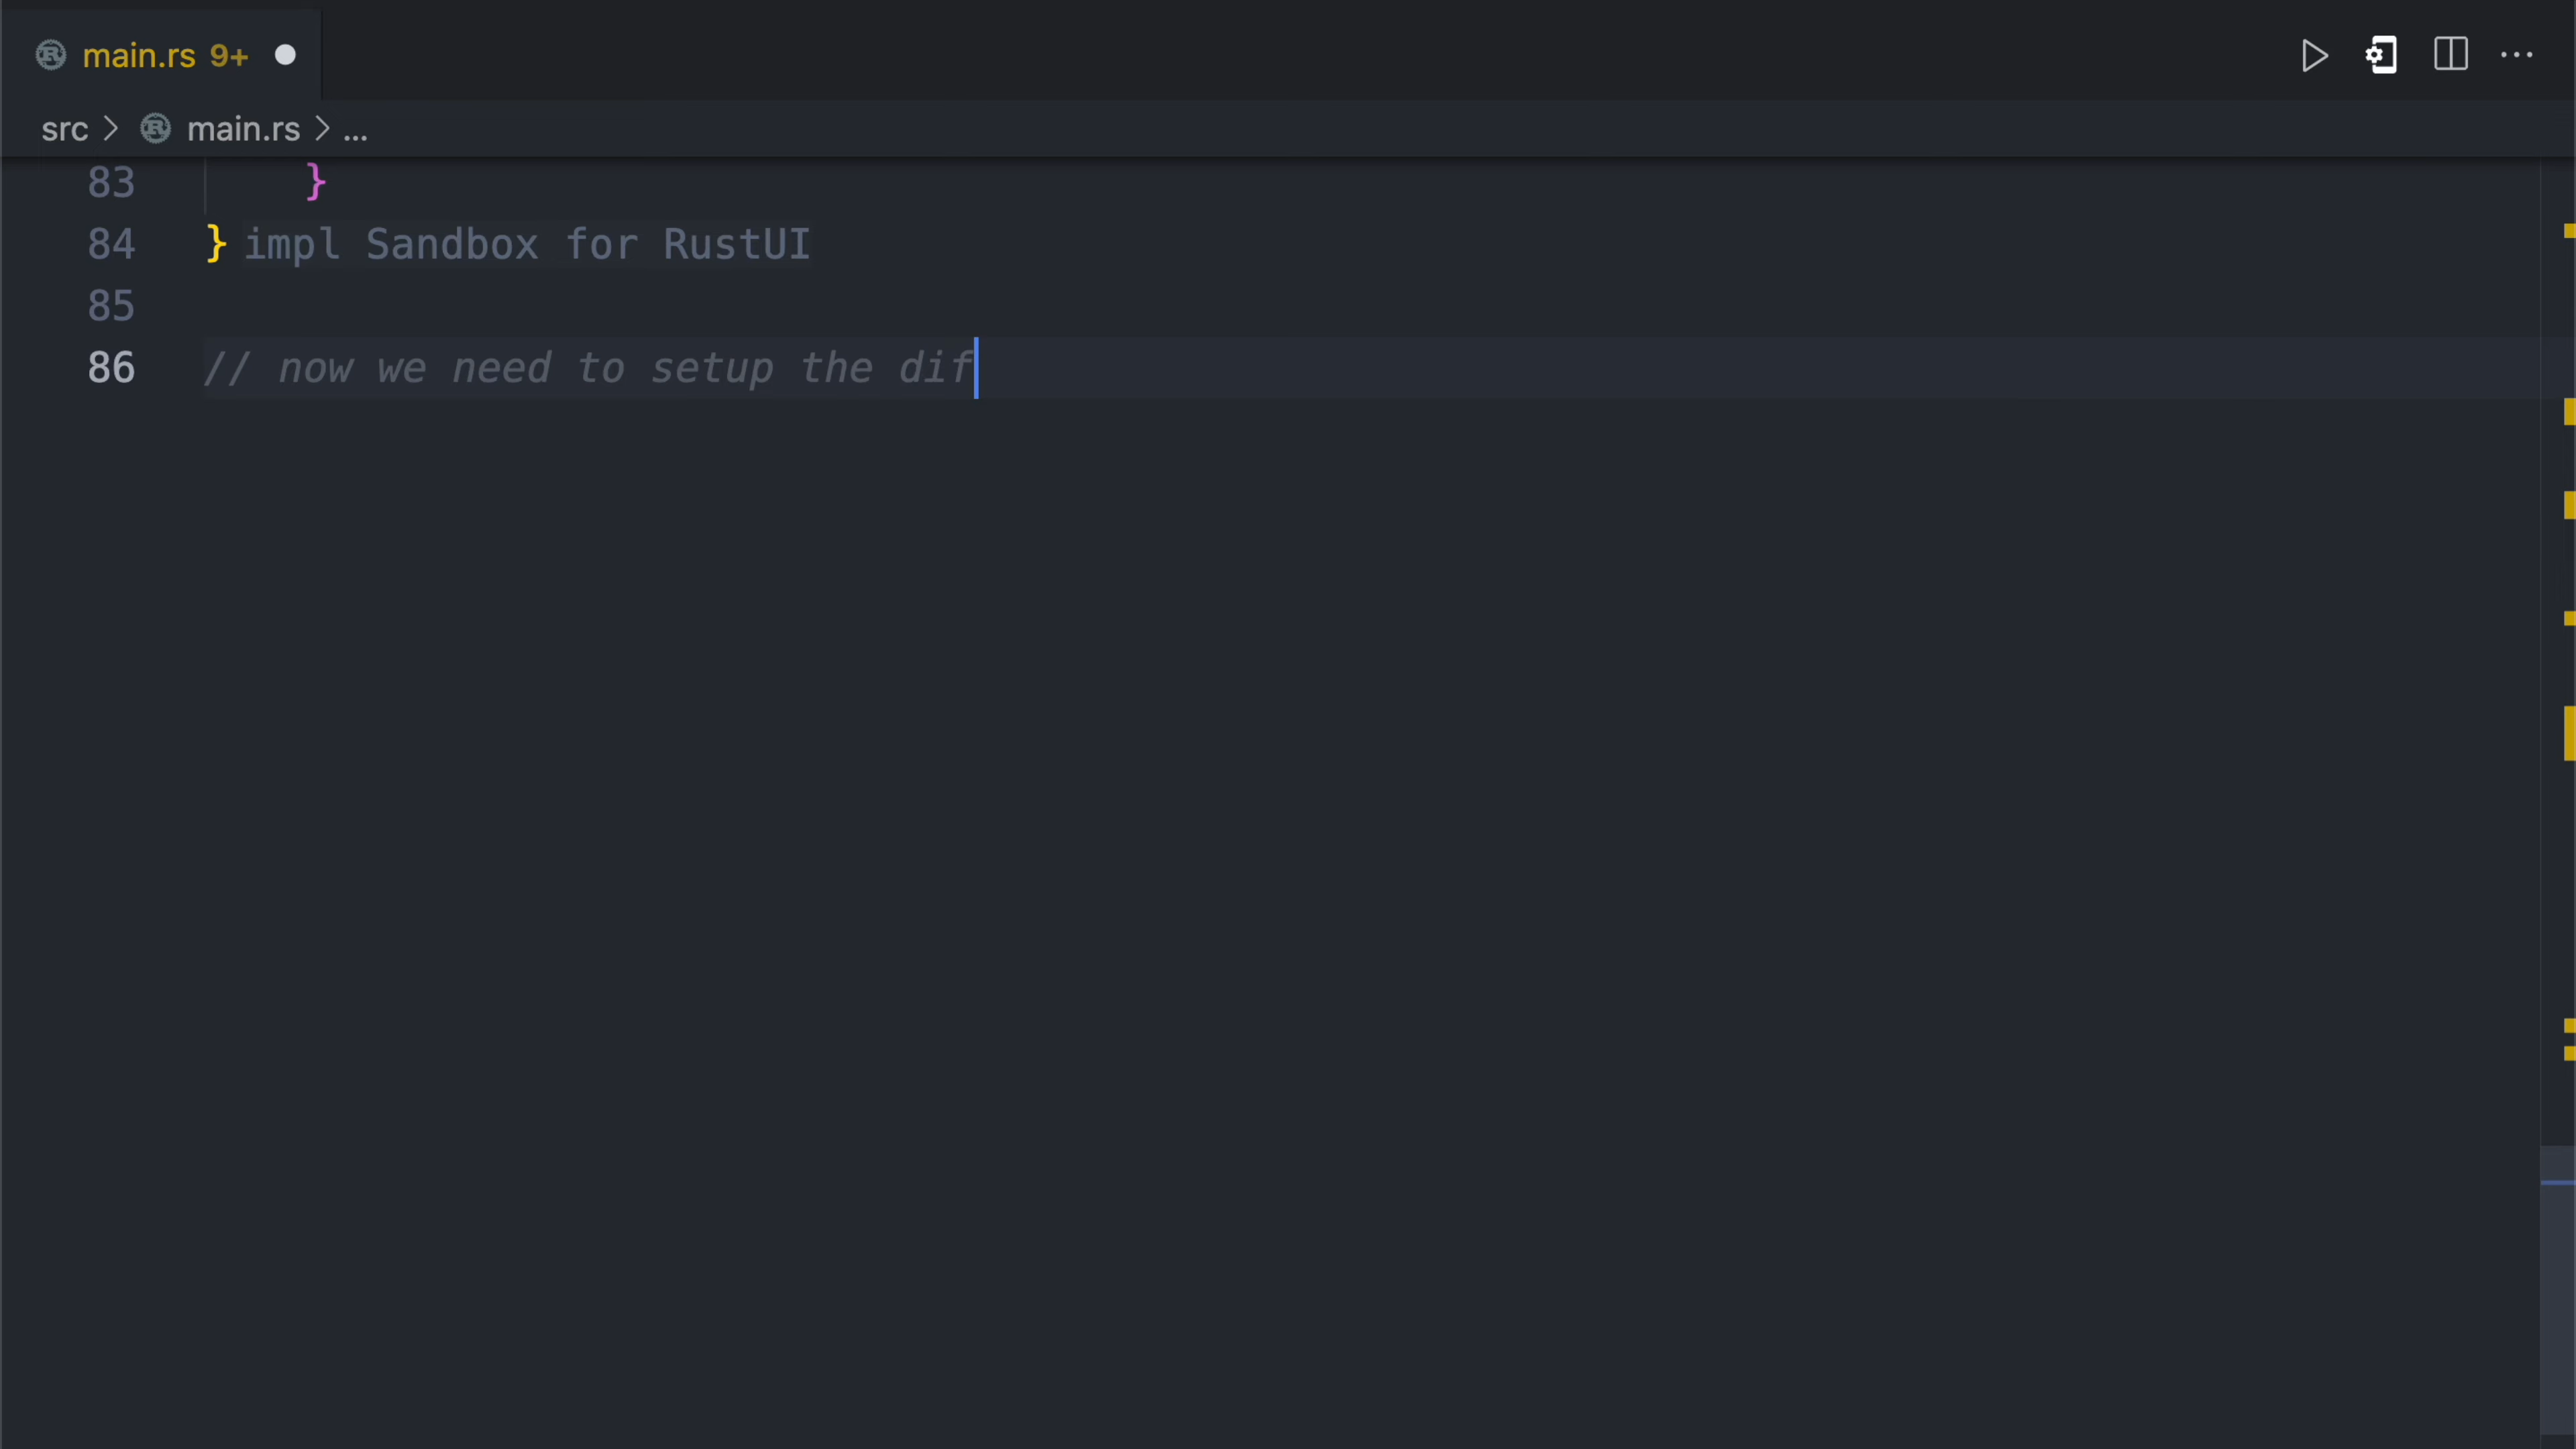 main.rs 9+
src > main.rs > ...
83 }
84 } impl Sandbox for RustUI
85
86 // now we need to setup the dif